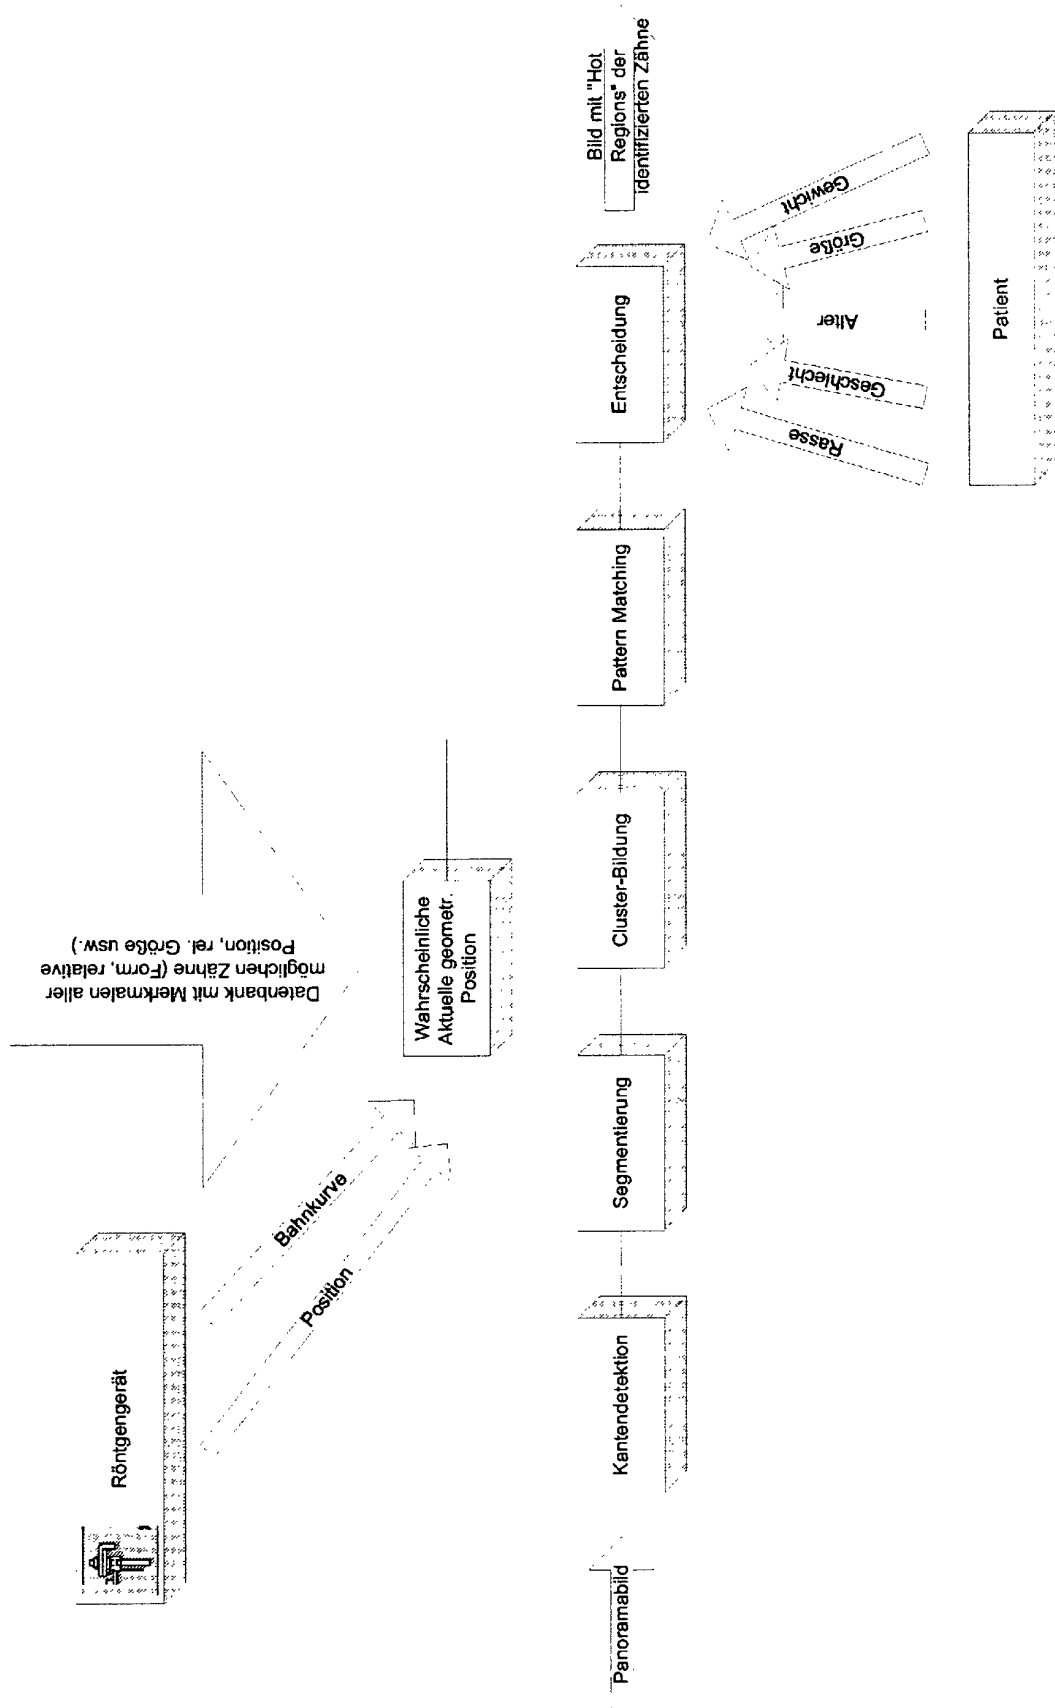 Röntgengerät
Bahnkurve
Position
Datenbank mit Merkmalen aller
möglichen Zähne (Form, relative
Position, rel. Größe usw.)
Wahrscheinliche
Aktuelle geometr.
Position
Panoramabild
Kantendetektion
Segmentierung
Cluster-Bildung
Pattern Matching
Entscheidung
Bild mit "Hot
Regions" der
identifizierten Zähne
Rasse
Geschlecht
Alter
Größe
Gewicht
Patient